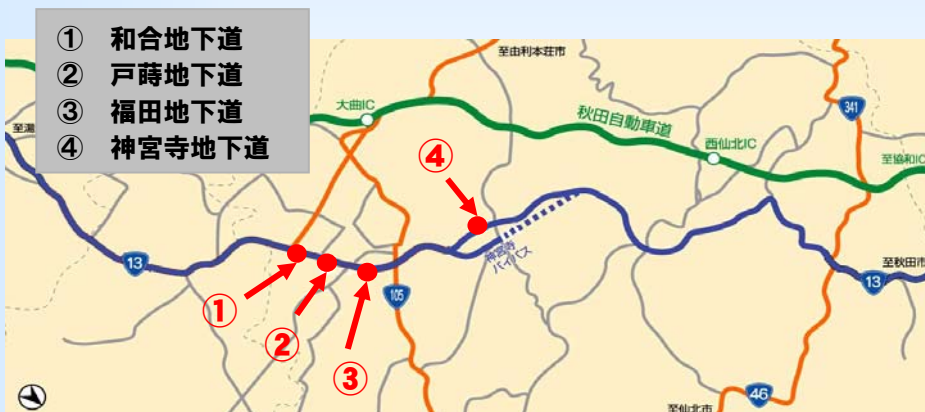 ① 和合地下道
② 戸蒔地下道
③ 福田地下道
④ 神宮寺地下道
至由利本荘市
大曲IC
秋田自動車道
341
西仙北IC
至協和IC
至湯
④
神宮寺
バイパス
13
至秋田市
13
①
105
②
③
46
至仙北市